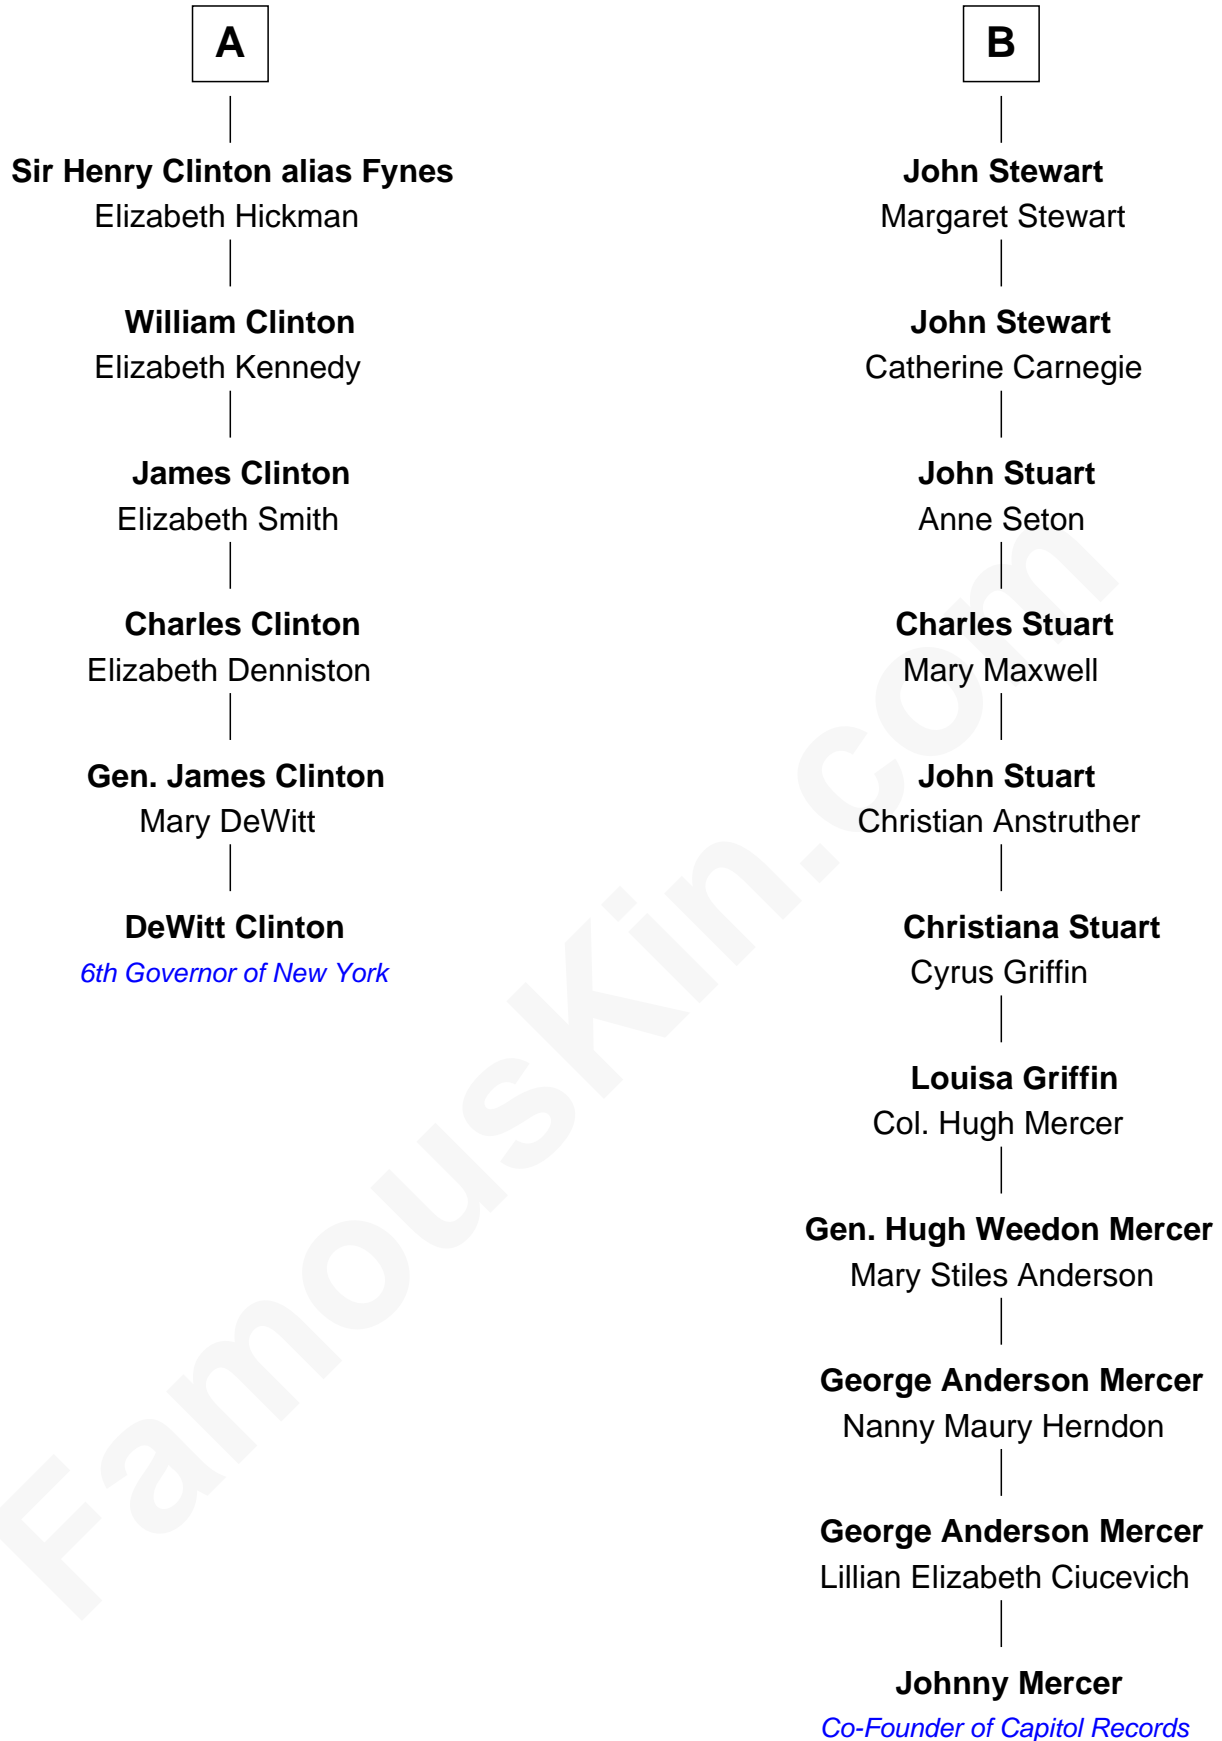 A
Sir Henry Clinton alias Fynes
Elizabeth Hickman
William Clinton
Elizabeth Kennedy
James Clinton
Elizabeth Smith
Charles Clinton
Elizabeth Denniston
Gen. James Clinton
Mary DeWitt
DeWitt Clinton
6th Governor of New York
B
John Stewart
Margaret Stewart
John Stewart
Catherine Carnegie
John Stuart
Anne Seton
Charles Stuart
Mary Maxwell
John Stuart
Christian Anstruther
Christiana Stuart
Cyrus Griffin
Louisa Griffin
Col. Hugh Mercer
Gen. Hugh Weedon Mercer
Mary Stiles Anderson
George Anderson Mercer
Nanny Maury Herndon
George Anderson Mercer
Lillian Elizabeth Ciucevich
Johnny Mercer
Co-Founder of Capitol Records
FamousKin.com